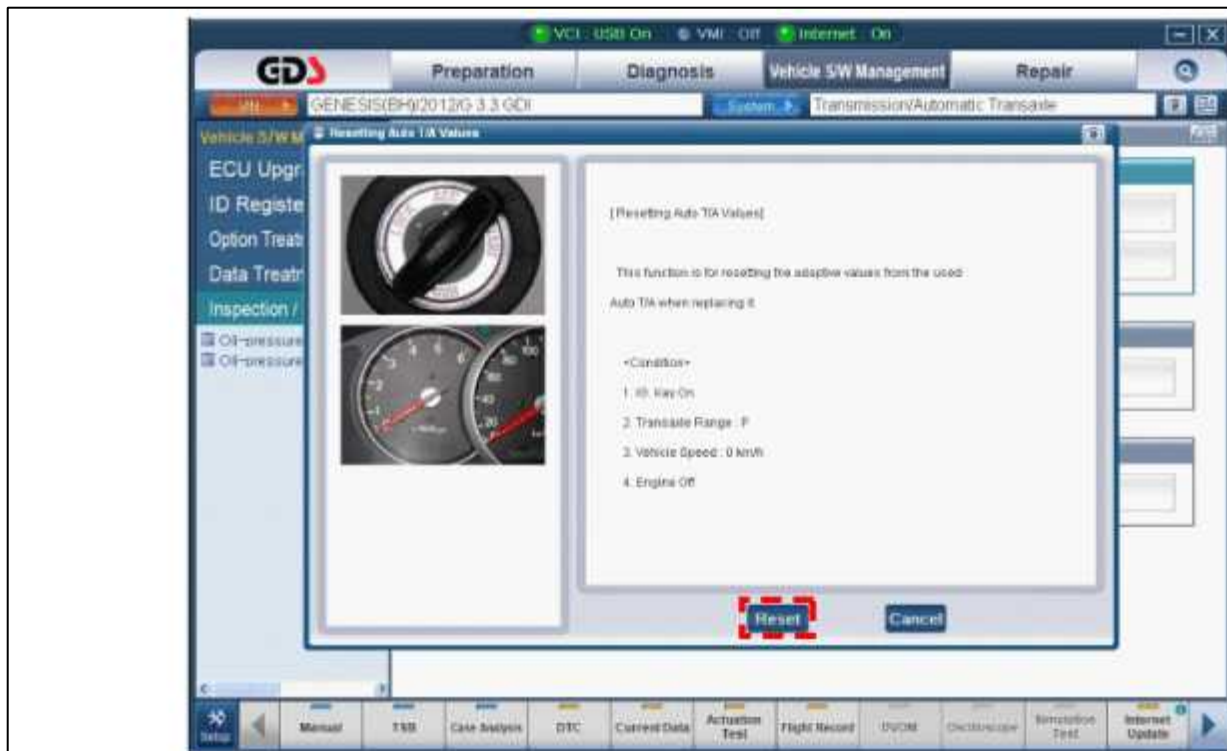 VCI : USB On VMI : Off Internet : On
GDS Preparation Diagnosis Vehicle S/W Management Repair
VIN GENESIS(BH)/2012/G 3.3 GDI System Transmission/Automatic Transaxle
Vehicle S/W M
Resetting Auto T/A Values
ECU Upgr
ID Registe
Option Treat
Data Treatr
Inspection /
Oil-pressure
Oil-pressure
[Resetting Auto T/A Values]
This function is for resetting the adaptive values from the used
Auto T/A when replacing it.
<Condition>
1. IG. Key On
2. Transaxle Range : P
3. Vehicle Speed : 0 km/h
4. Engine Off
Reset Cancel
Setup Manual TSB Case Analysis DTC Current Data Actuation Test Flight Record DVOM Oscilloscope Simulation Test Internet Update